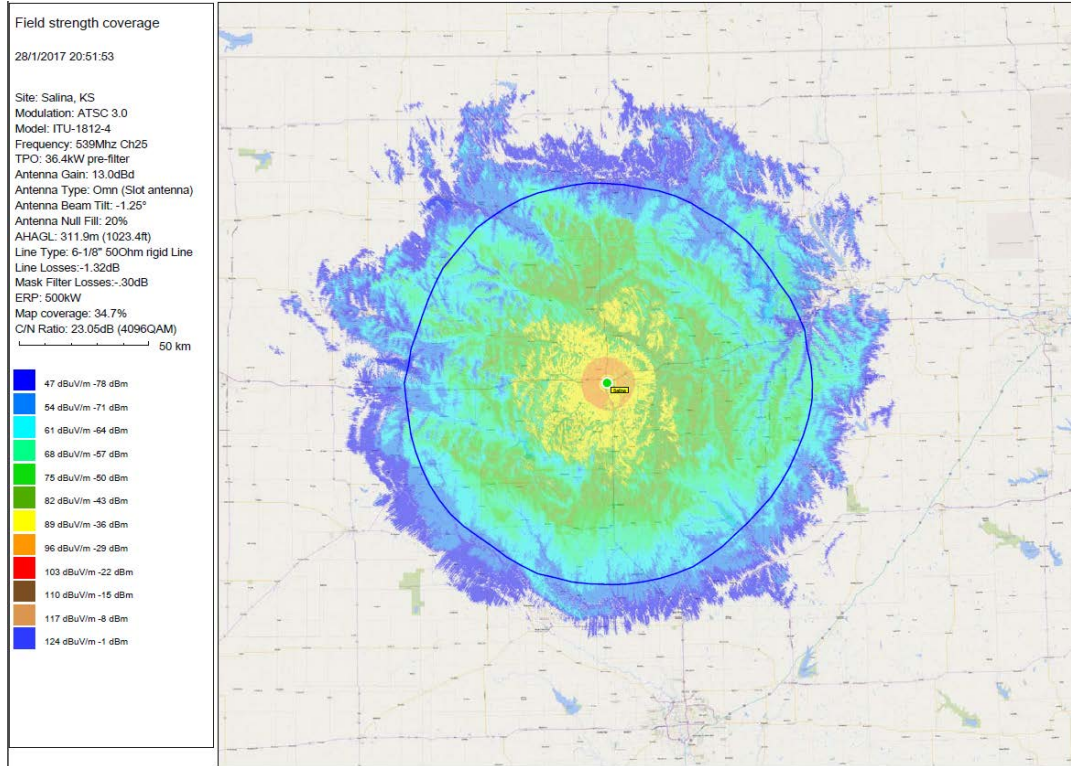 Field strength coverage
28/1/2017 20:51:53
Site: Salina, KS
Modulation: ATSC 3.0
Model: ITU-1812-4
Frequency: 539Mhz Ch25
TPO: 36.4kW pre-filter
Antenna Gain: 13.0dBd
Antenna Type: Omn (Slot antenna)
Antenna Beam Tilt: -1.25°
Antenna Null Fill: 20%
AHAGL: 311.9m (1023.4ft)
Line Type: 6-1/8" 50Ohm rigid Line
Line Losses:-1.32dB
Mask Filter Losses:-.30dB
ERP: 500kW
Map coverage: 34.7%
C/N Ratio: 23.05dB (4096QAM)
50 km
47 dBuV/m -78 dBm
54 dBuV/m -71 dBm
61 dBuV/m -64 dBm
68 dBuV/m -57 dBm
75 dBuV/m -50 dBm
82 dBuV/m -43 dBm
89 dBuV/m -36 dBm
96 dBuV/m -29 dBm
103 dBuV/m -22 dBm
110 dBuV/m -15 dBm
117 dBuV/m -8 dBm
124 dBuV/m -1 dBm
Salina